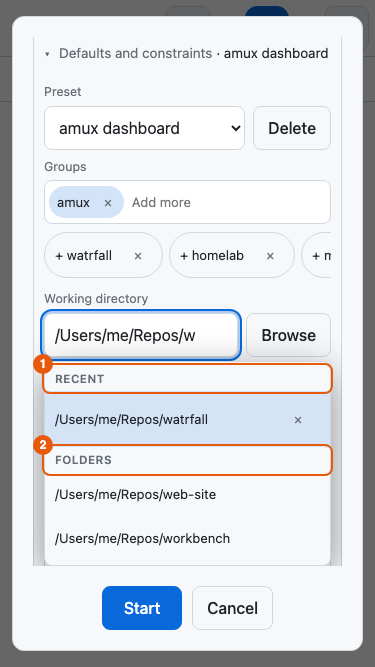 ▾ Defaults and constraints · amux dashboard
Preset
amux dashboard
Delete
Groups
amux ×
Add more
+ watrfall ×
+ homelab ×
+ m
Working directory
/Users/me/Repos/w
Browse
1
RECENT
/Users/me/Repos/watrfall ×
2
FOLDERS
/Users/me/Repos/web-site
/Users/me/Repos/workbench
Start
Cancel